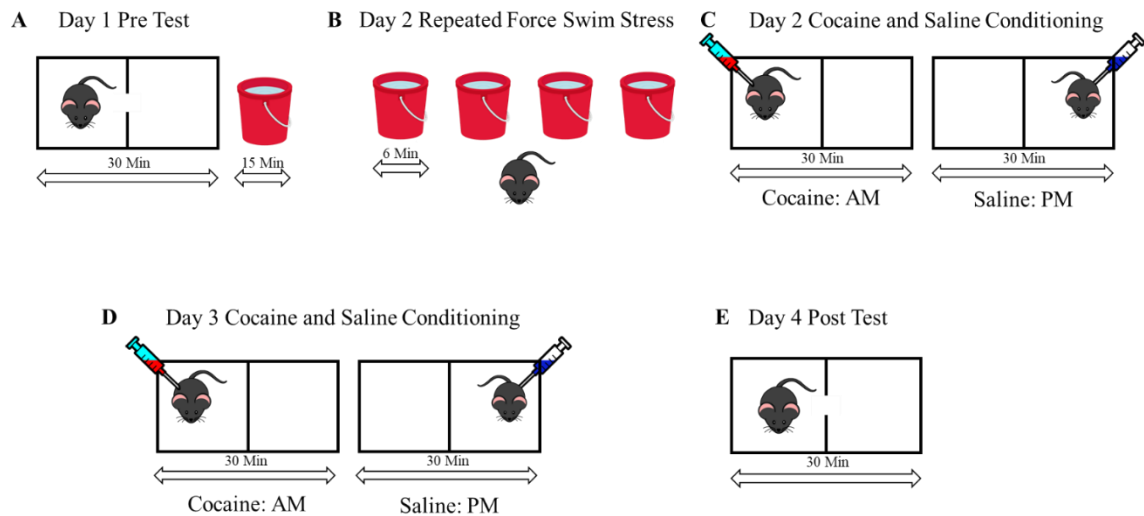 A Day 1 Pre Test
30 Min
15 Min
B Day 2 Repeated Force Swim Stress
6 Min
C Day 2 Cocaine and Saline Conditioning
30 Min
Cocaine: AM
30 Min
Saline: PM
D Day 3 Cocaine and Saline Conditioning
30 Min
Cocaine: AM
30 Min
Saline: PM
E Day 4 Post Test
30 Min